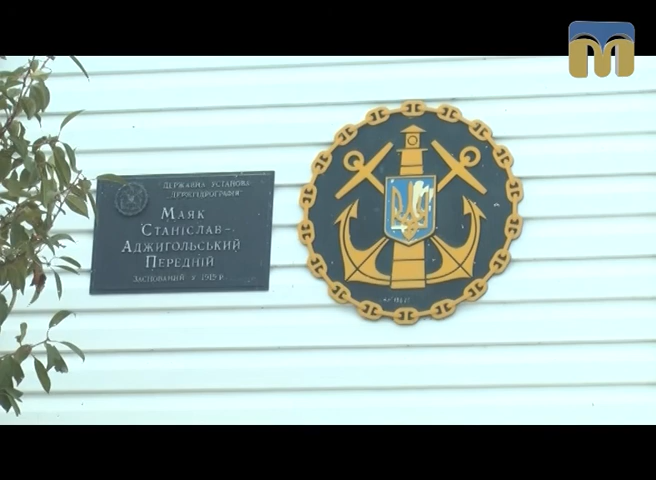 ДЕРЖАВНА УСТАНОВА
"ДЕРЖГІДРОГРАФІЯ"
МАЯК
СТАНІСЛАВ-
АДЖИГОЛЬСЬКИЙ
ПЕРЕДНІЙ
ЗАСНОВАНИЙ У 1919 Р.